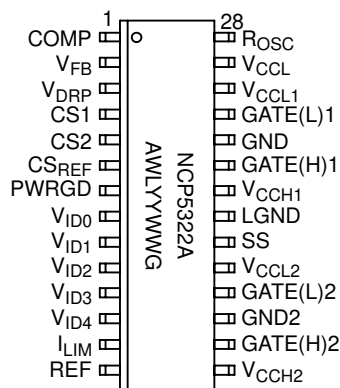 1 28
COMP R_OSC
V_FB V_CCL
V_DRP V_CCL1
CS1 GATE(L)1
CS2 GND
CS_REF GATE(H)1
PWRGD V_CCH1
V_ID0 LGND
V_ID1 SS
V_ID2 V_CCL2
V_ID3 GATE(L)2
V_ID4 GND2
I_LIM GATE(H)2
REF V_CCH2
NCP5322A
AWLYYWWG